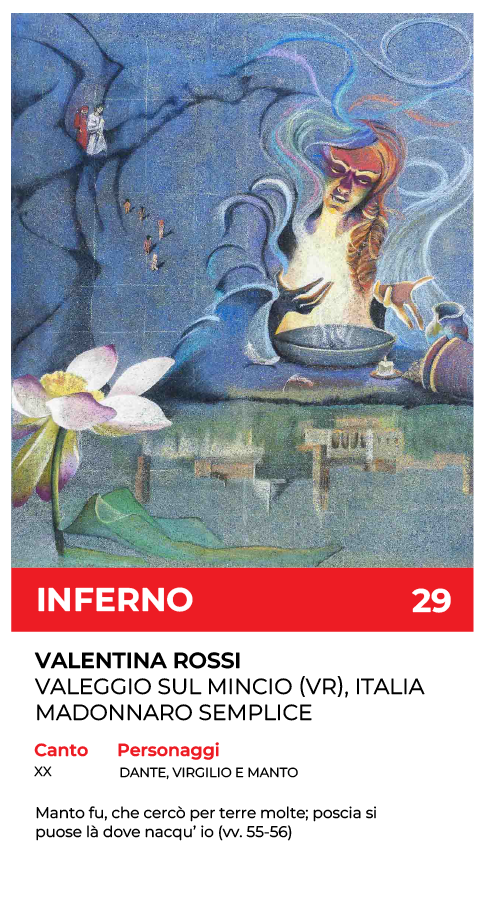 INFERNO 29
VALENTINA ROSSI
VALEGGIO SUL MINCIO (VR), ITALIA
MADONNARO SEMPLICE
Canto Personaggi
XX DANTE, VIRGILIO E MANTO
Manto fu, che cercò per terre molte; poscia si
puose là dove nacqu’ io (vv. 55-56)